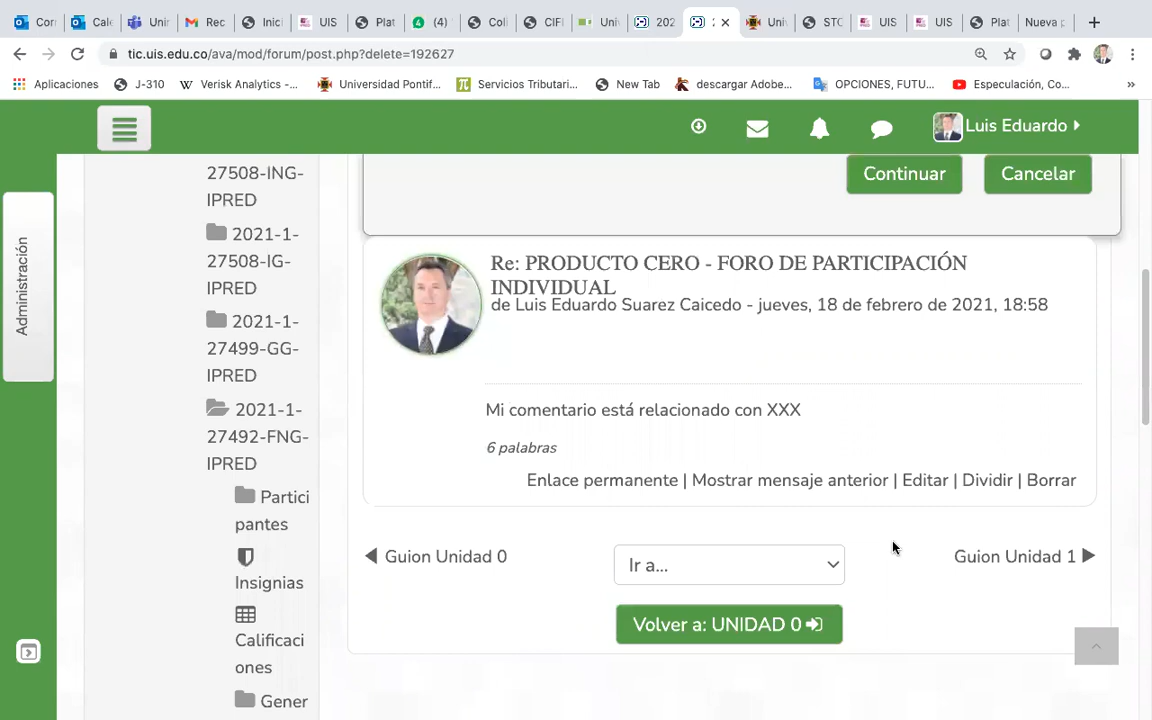 Cor
Cale
Unir
Rec
Inic
UIS
Plat
(4)
Coli
CIFI
Univ
202
2
Uni
STC
UIS
UIS
Plat
Nueva p
tic.uis.edu.co/ava/mod/forum/post.php?delete=192627
Aplicaciones
J-310
Verisk Analytics -...
Universidad Pontif...
Servicios Tributari...
New Tab
descargar Adobe...
OPCIONES, FUTU...
Especulación, Co...
»
Luis Eduardo
Administración
27508-ING-
IPRED
2021-1-
27508-IG-
IPRED
2021-1-
27499-GG-
IPRED
2021-1-
27492-FNG-
IPRED
Partici
pantes
Insignias
Calificaci
ones
Gener
Continuar
Cancelar
Re: PRODUCTO CERO - FORO DE PARTICIPACIÓN
INDIVIDUAL
de Luis Eduardo Suarez Caicedo - jueves, 18 de febrero de 2021, 18:58
Mi comentario está relacionado con XXX
6 palabras
Enlace permanente | Mostrar mensaje anterior | Editar | Dividir | Borrar
Guion Unidad 0
Ir a...
Guion Unidad 1
Volver a: UNIDAD 0